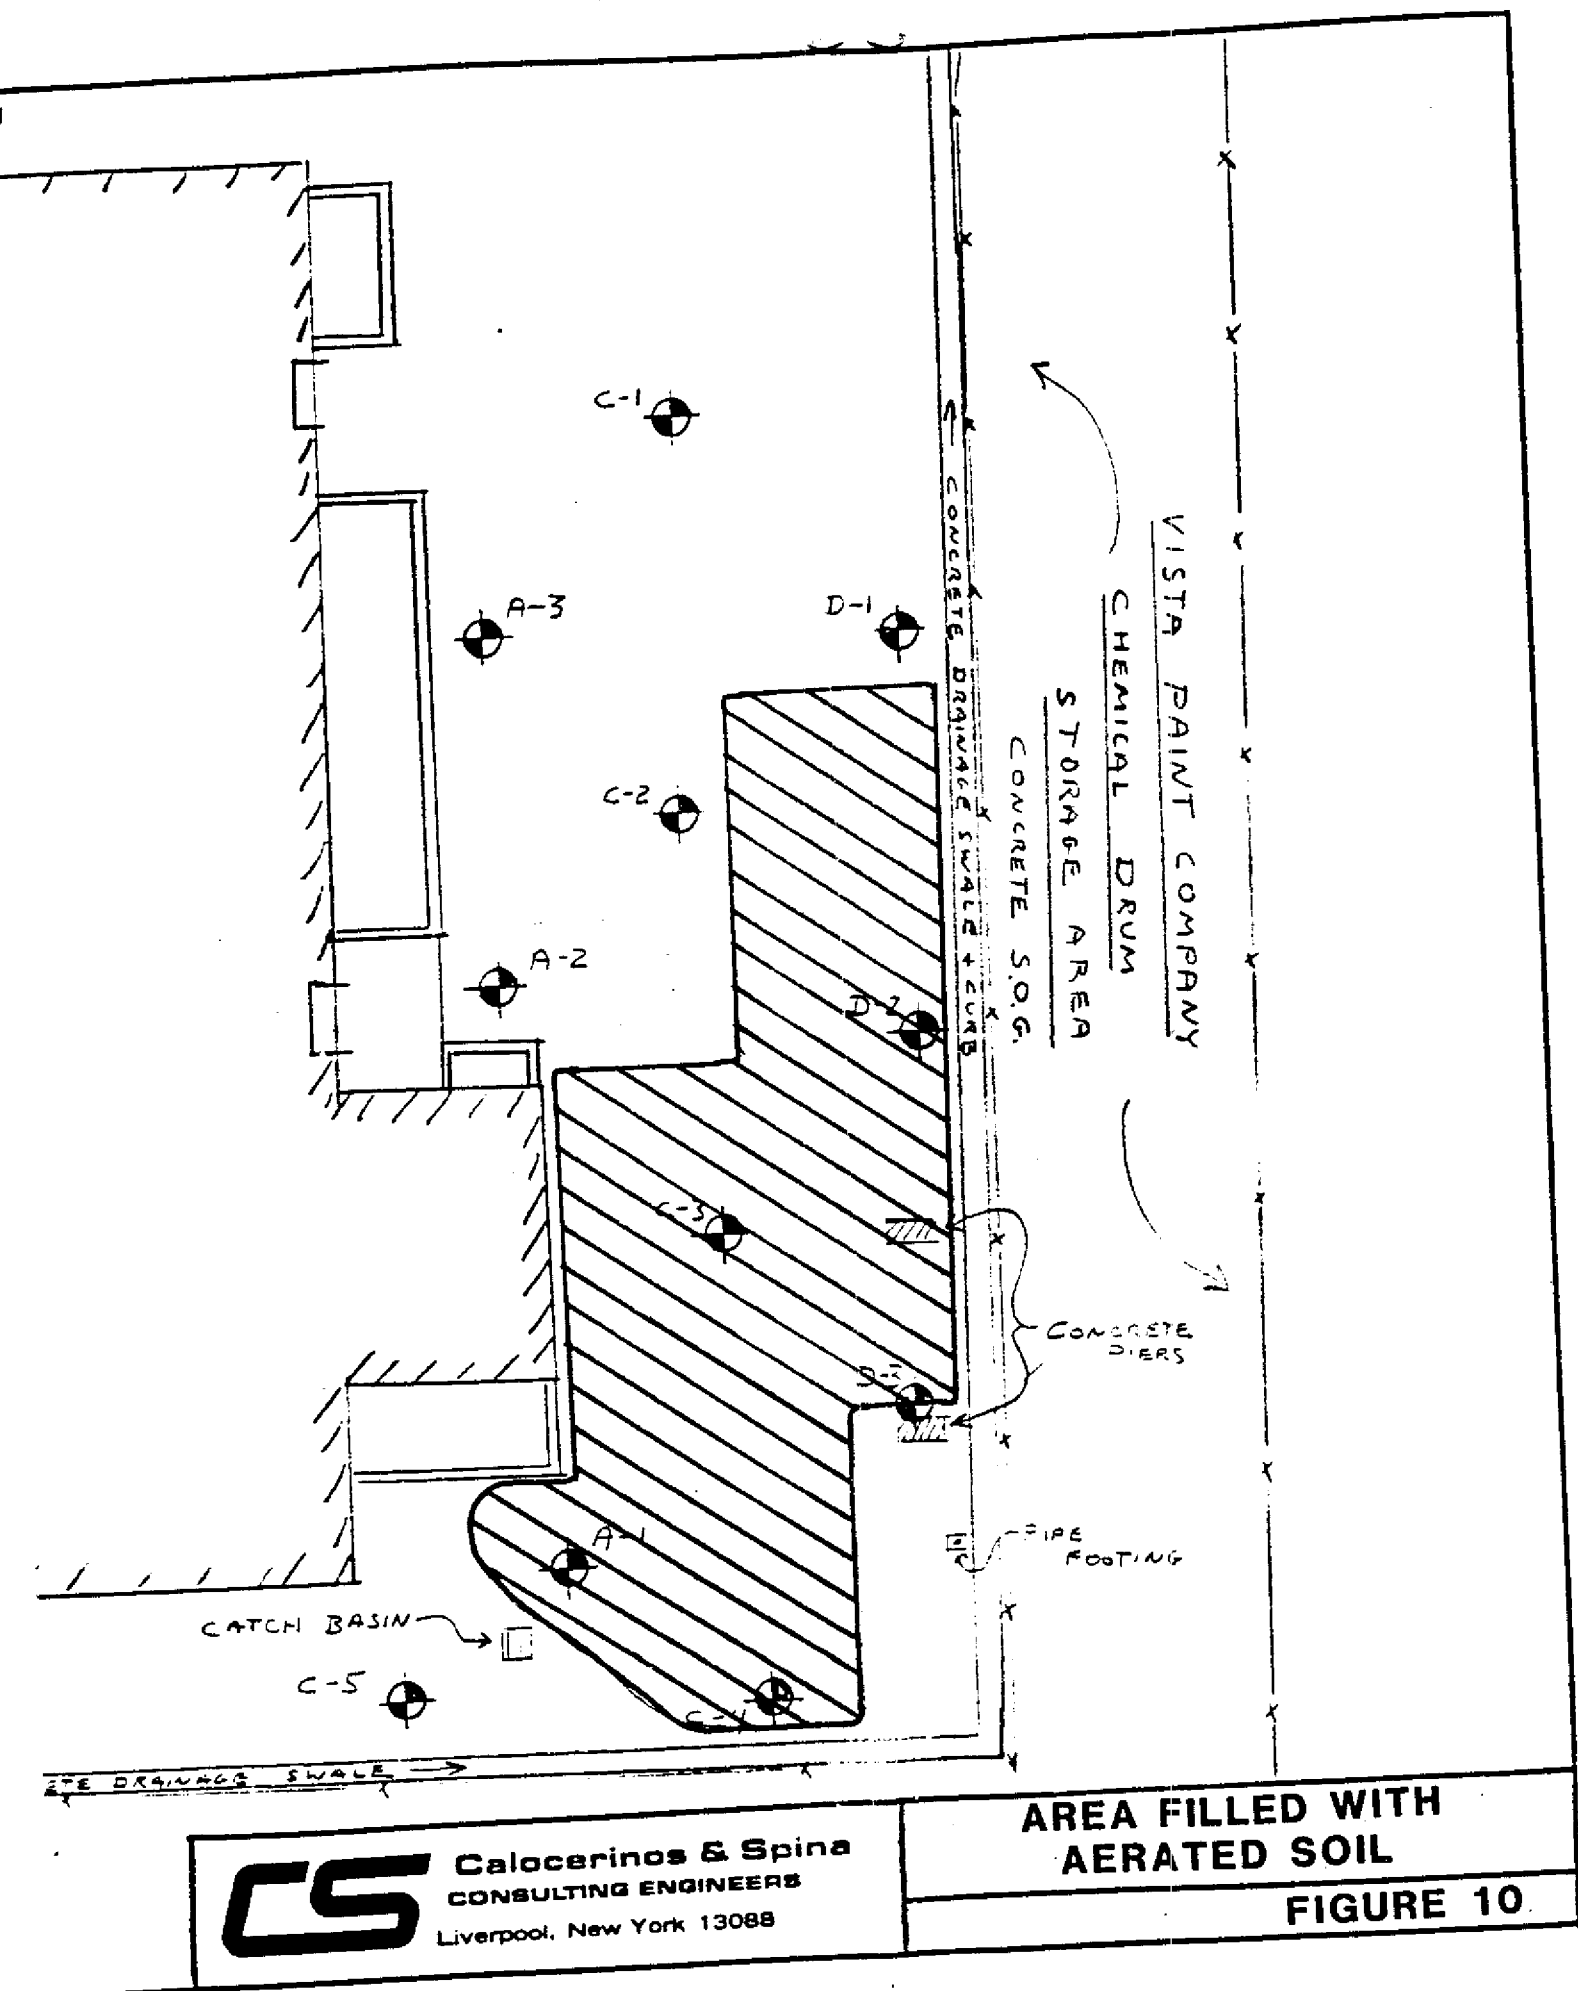 C-1
A-3
D-1
C-2
A-2
D-2
C-3
D-3
A-1
C-4
C-5
CONCRETE DRAINAGE SWALE + CURB
VISTA PAINT COMPANY
CHEMICAL DRUM
STORAGE AREA
CONCRETE S.O.G.
CONCRETE
PIERS
PIPE
FOOTING
CATCH BASIN
ETE DRAINAGE SWALE
CS
Calocerinos & Spina
CONSULTING ENGINEERS
Liverpool, New York 13088
AREA FILLED WITH
AERATED SOIL
FIGURE 10